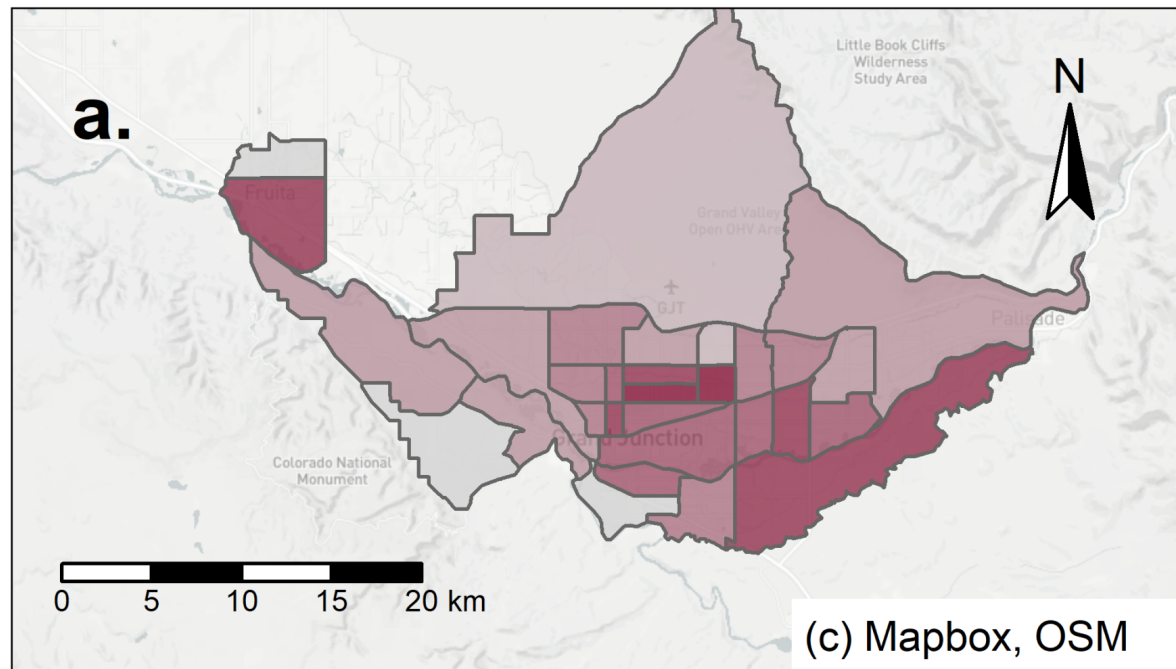 Little Book Cliffs
Wilderness
Study Area
N
a.
Fruita
Grand Valley
Open OHV Area
GJT
Palisade
Grand Junction
Colorado National
Monument
0 5 10 15 20 km
(c) Mapbox, OSM